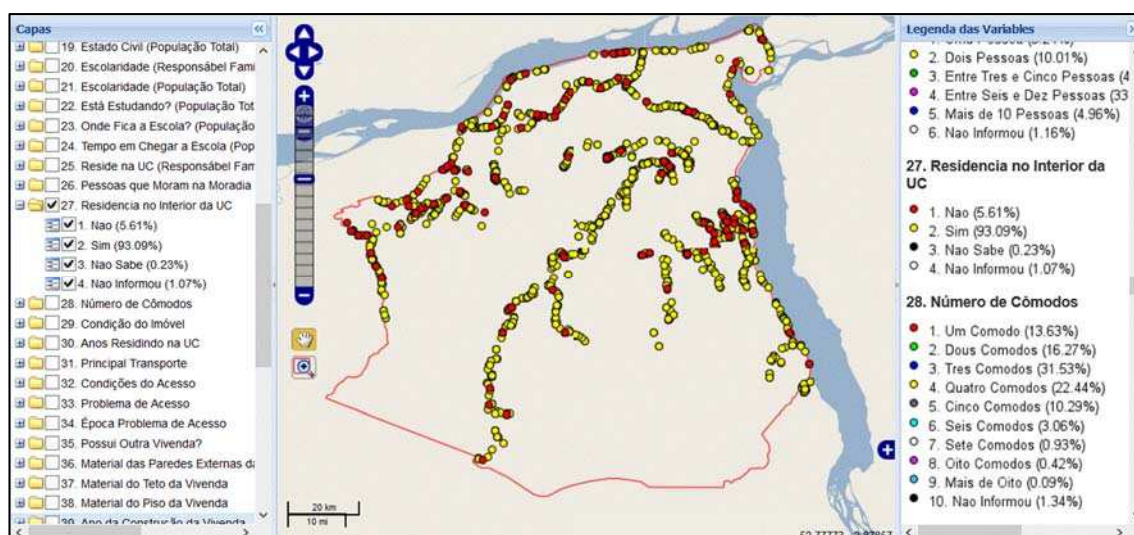 Capas
19. Estado Civil (População Total)
20. Escolaridade (Responsábel Fami
21. Escolaridade (População Total)
22. Está Estudando? (População Tot
23. Onde Fica a Escola? (População
24. Tempo em Chegar a Escola (Pop
25. Reside na UC (Responsábel Fam
26. Pessoas que Moram na Moradia
27. Residencia no Interior da UC
1. Nao (5.61%)
2. Sim (93.09%)
3. Nao Sabe (0.23%)
4. Nao Informou (1.07%)
28. Número de Cômodos
29. Condição do Imóvel
30. Anos Residindo na UC
31. Principal Transporte
32. Condições do Acesso
33. Problema de Acesso
34. Época Problema de Acesso
35. Possui Outra Vivenda?
36. Material das Paredes Externas da
37. Material do Teto da Vivenda
38. Material do Piso da Vivenda
39. Ano da Construção da Vivenda
20 km
10 mi
Legenda das Variables
2. Dois Pessoas (10.01%)
3. Entre Tres e Cinco Pessoas (4
4. Entre Seis e Dez Pessoas (33
5. Mais de 10 Pessoas (4.96%)
6. Nao Informou (1.16%)
27. Residencia no Interior da
UC
1. Nao (5.61%)
2. Sim (93.09%)
3. Nao Sabe (0.23%)
4. Nao Informou (1.07%)
28. Número de Cômodos
1. Um Comodo (13.63%)
2. Dous Comodos (16.27%)
3. Tres Comodos (31.53%)
4. Quatro Comodos (22.44%)
5. Cinco Comodos (10.29%)
6. Seis Comodos (3.06%)
7. Sete Comodos (0.93%)
8. Oito Comodos (0.42%)
9. Mais de Oito (0.09%)
10. Nao Informou (1.34%)